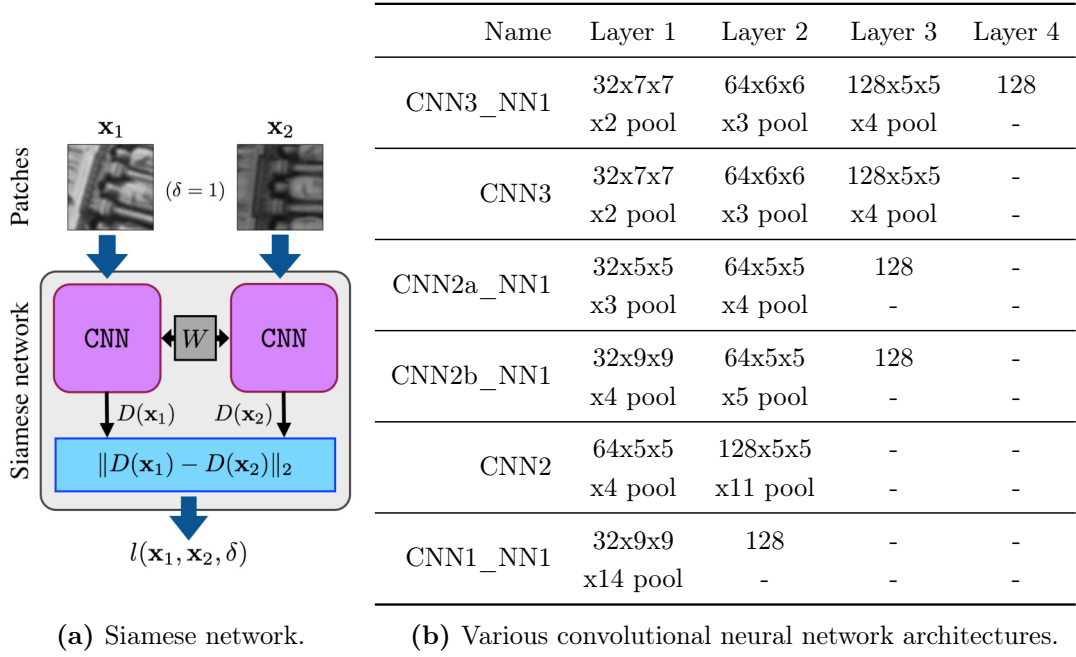 x₁ x₂
Patches
(δ = 1)
Siamese network
CNN W CNN
D(x₁) D(x₂)
‖D(x₁) − D(x₂)‖₂
l(x₁, x₂, δ)
(a) Siamese network.
Name Layer 1 Layer 2 Layer 3 Layer 4
CNN3_NN1 32x7x7 64x6x6 128x5x5 128
x2 pool x3 pool x4 pool -
CNN3 32x7x7 64x6x6 128x5x5 -
x2 pool x3 pool x4 pool -
CNN2a_NN1 32x5x5 64x5x5 128 -
x3 pool x4 pool - -
CNN2b_NN1 32x9x9 64x5x5 128 -
x4 pool x5 pool - -
CNN2 64x5x5 128x5x5 - -
x4 pool x11 pool - -
CNN1_NN1 32x9x9 128 - -
x14 pool - - -
(b) Various convolutional neural network architectures.